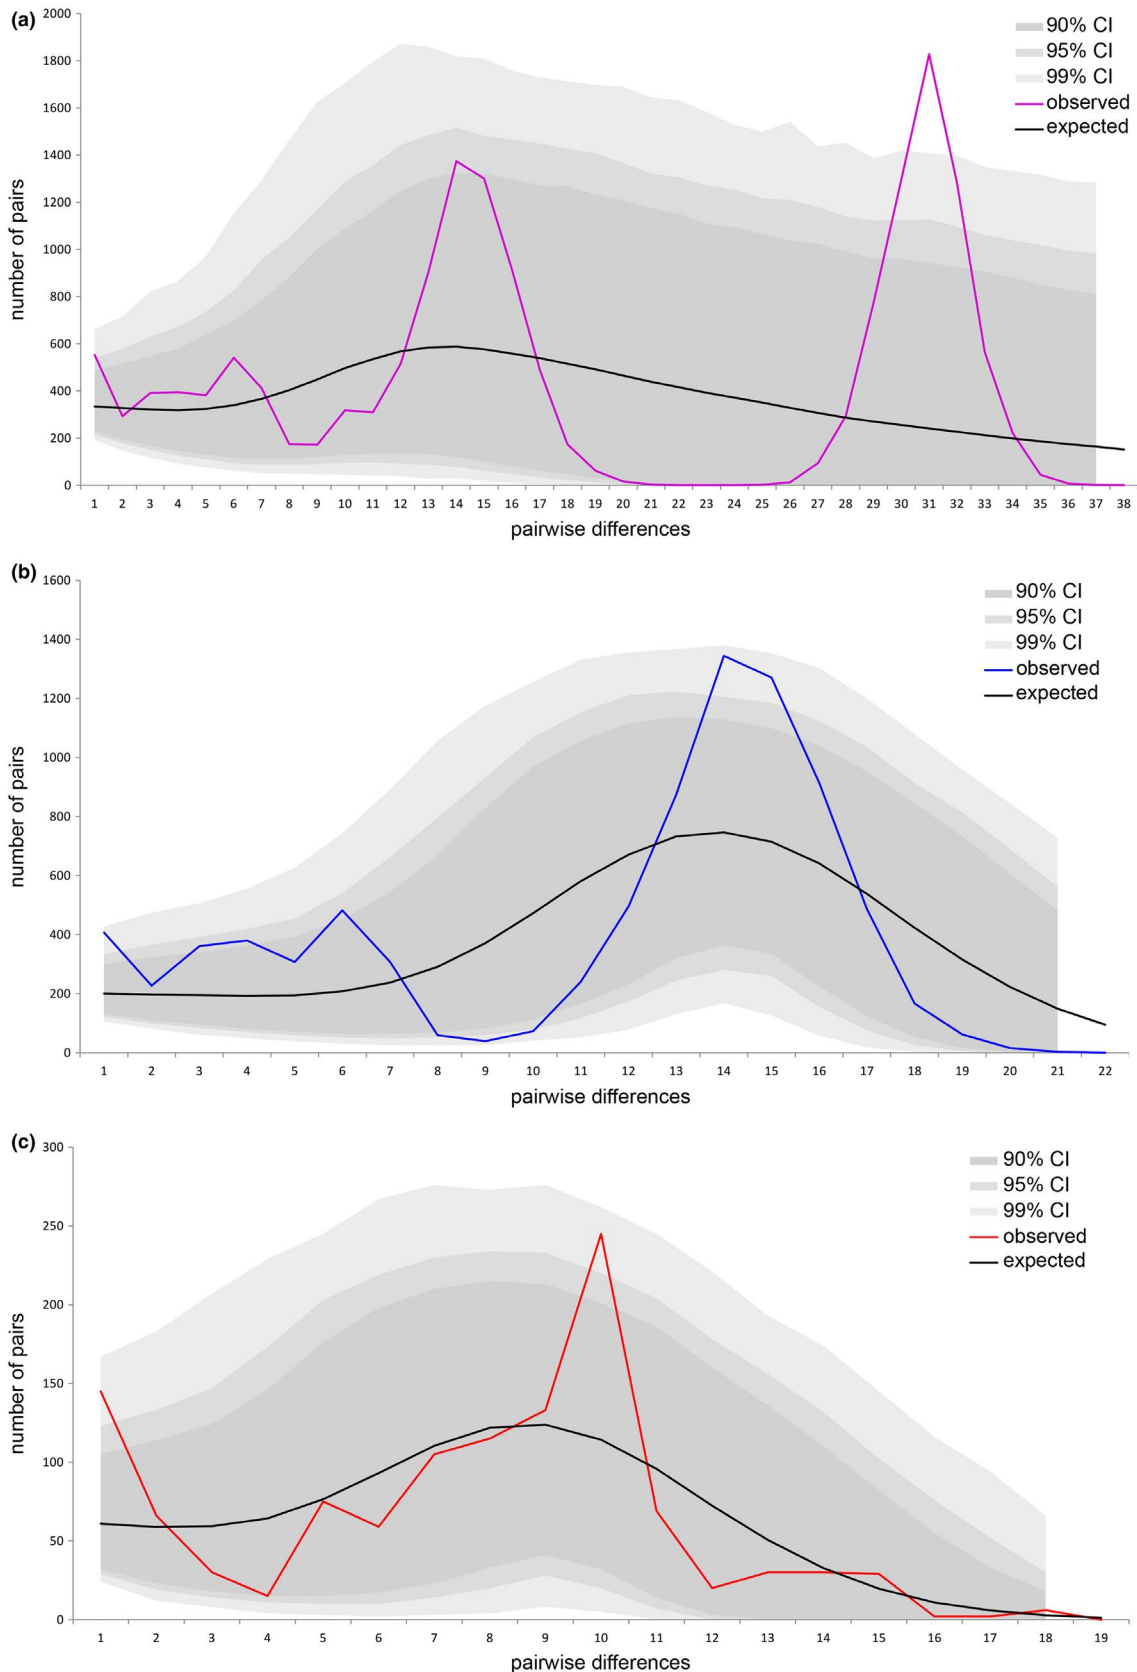 (a)
2000
1800
1600
1400
1200
1000
800
600
400
200
0
number of pairs
90% CI
95% CI
99% CI
observed
expected
1 2 3 4 5 6 7 8 9 10 11 12 13 14 15 16 17 18 19 20 21 22 23 24 25 26 27 28 29 30 31 32 33 34 35 36 37 38
pairwise differences
(b)
1600
1400
1200
1000
800
600
400
200
0
number of pairs
90% CI
95% CI
99% CI
observed
expected
1 2 3 4 5 6 7 8 9 10 11 12 13 14 15 16 17 18 19 20 21 22
pairwise differences
(c)
300
250
200
150
100
50
0
number of pairs
90% CI
95% CI
99% CI
observed
expected
1 2 3 4 5 6 7 8 9 10 11 12 13 14 15 16 17 18 19
pairwise differences